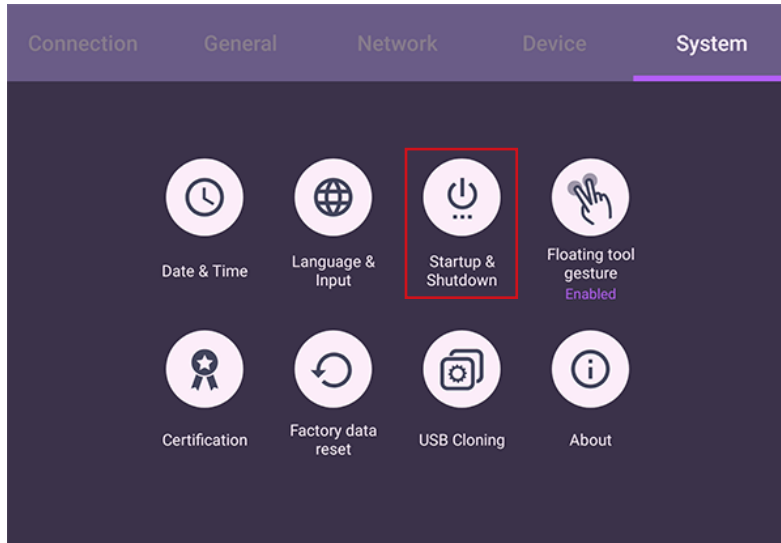 Connection General Network Device System
Date & Time
Language &
Input
Startup &
Shutdown
Floating tool
gesture
Enabled
Certification
Factory data
reset
USB Cloning
About